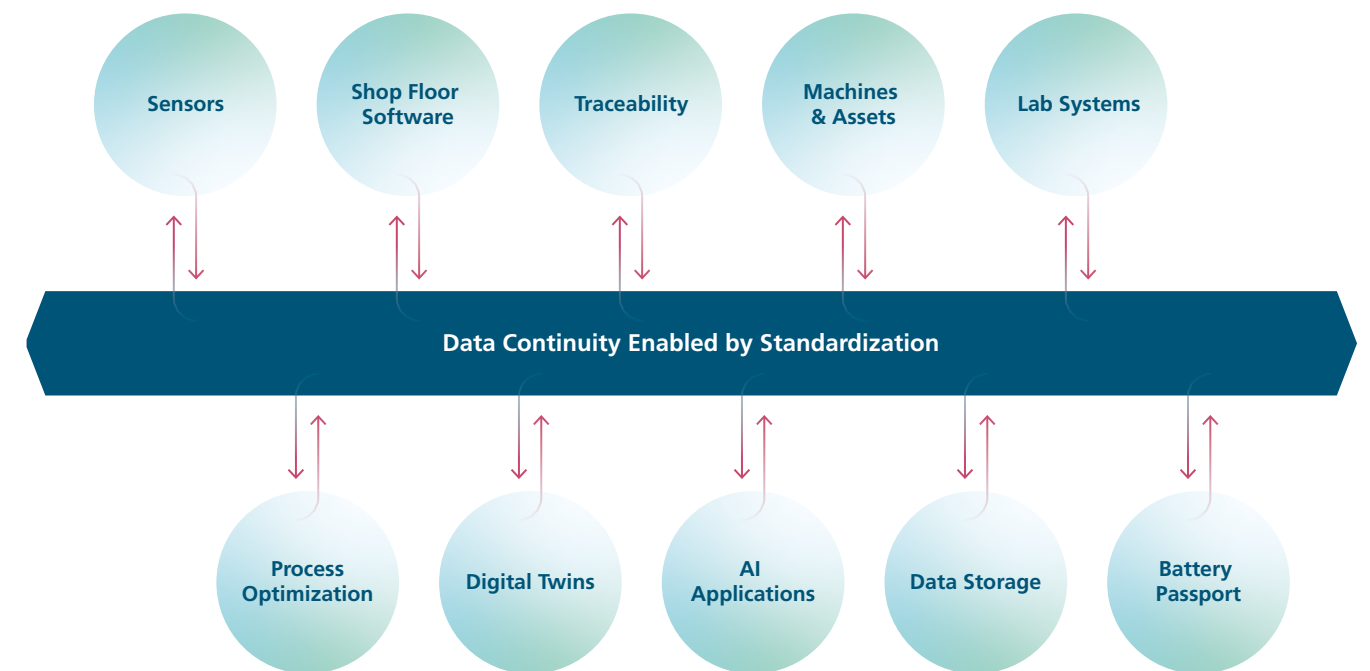 Sensors
Shop Floor
Software
Traceability
Machines
& Assets
Lab Systems
Data Continuity Enabled by Standardization
Process
Optimization
Digital Twins
AI
Applications
Data Storage
Battery
Passport